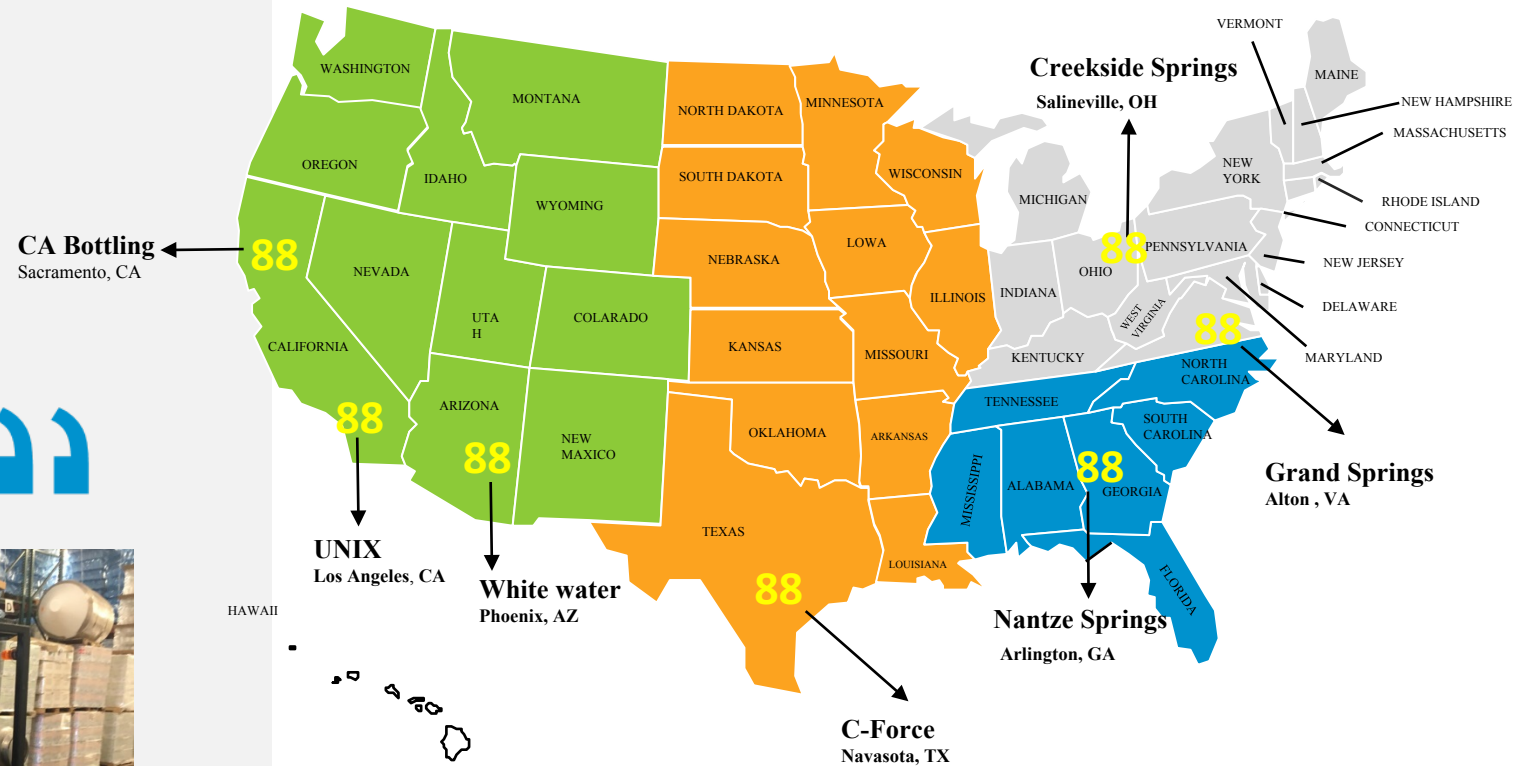 VERMONT
Creekside Springs
Salineville, OH
WASHINGTON
MONTANA
NORTH DAKOTA
MINNESOTA
MAINE
NEW HAMPSHIRE
MASSACHUSETTS
OREGON
IDAHO
SOUTH DAKOTA
WISCONSIN
NEW
YORK
MICHIGAN
RHODE ISLAND
WYOMING
CONNECTICUT
CA Bottling
Sacramento, CA
88
NEVADA
NEBRASKA
LOWA
88
OHIO
PENNSYLVANIA
NEW JERSEY
ILLINOIS
INDIANA
DELAWARE
UTA
H
COLARADO
WEST
VIRGINIA
88
CALIFORNIA
KANSAS
MISSOURI
KENTUCKY
MARYLAND
NORTH
CAROLINA
88
ARIZONA
TENNESSEE
SOUTH
CAROLINA
NEW
MAXICO
OKLAHOMA
ARKANSAS
88
MISSISSIPPI
ALABAMA
88
GEORGIA
Grand Springs
Alton , VA
TEXAS
UNIX
Los Angeles, CA
LOUISIANA
FLORIDA
White water
Phoenix, AZ
88
HAWAII
Nantze Springs
Arlington, GA
C-Force
Navasota, TX